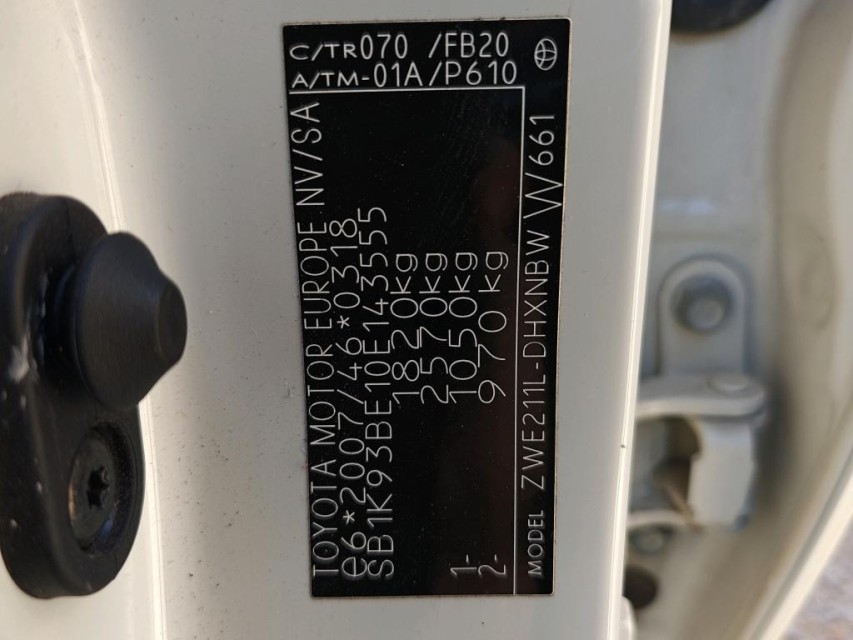 C/TR070 /FB20
A/TM-01A/P610
TOYOTA MOTOR EUROPE NV/SA
e6*2007/46*0318
SB1K93BE10E143555
1820kg
2570kg
1- 1050kg
2- 970kg
MODEL ZWE211L-DHXNBW W661